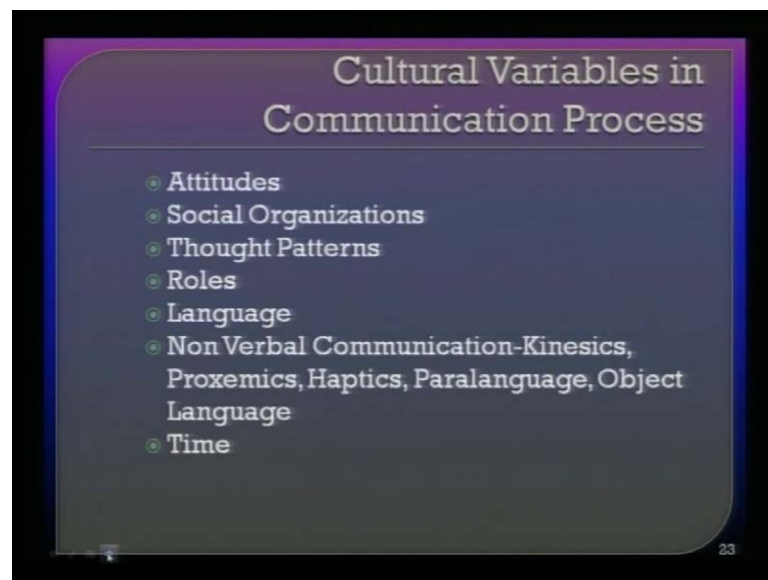 Cultural Variables in
Communication Process
Attitudes
Social Organizations
Thought Patterns
Roles
Language
Non Verbal Communication-Kinesics,
Proxemics, Haptics, Paralanguage, Object
Language
Time
23